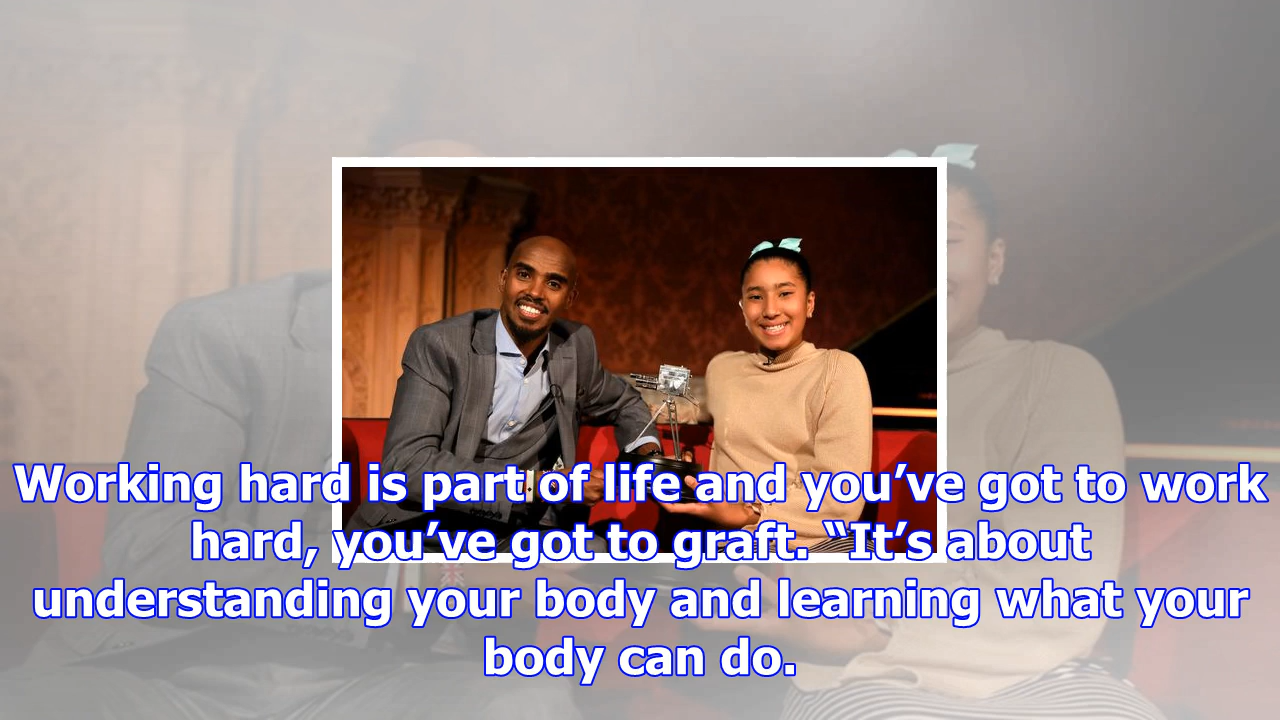 Working hard is part of life and you’ve got to work
hard, you’ve got to graft. “It’s about
understanding your body and learning what your
body can do.